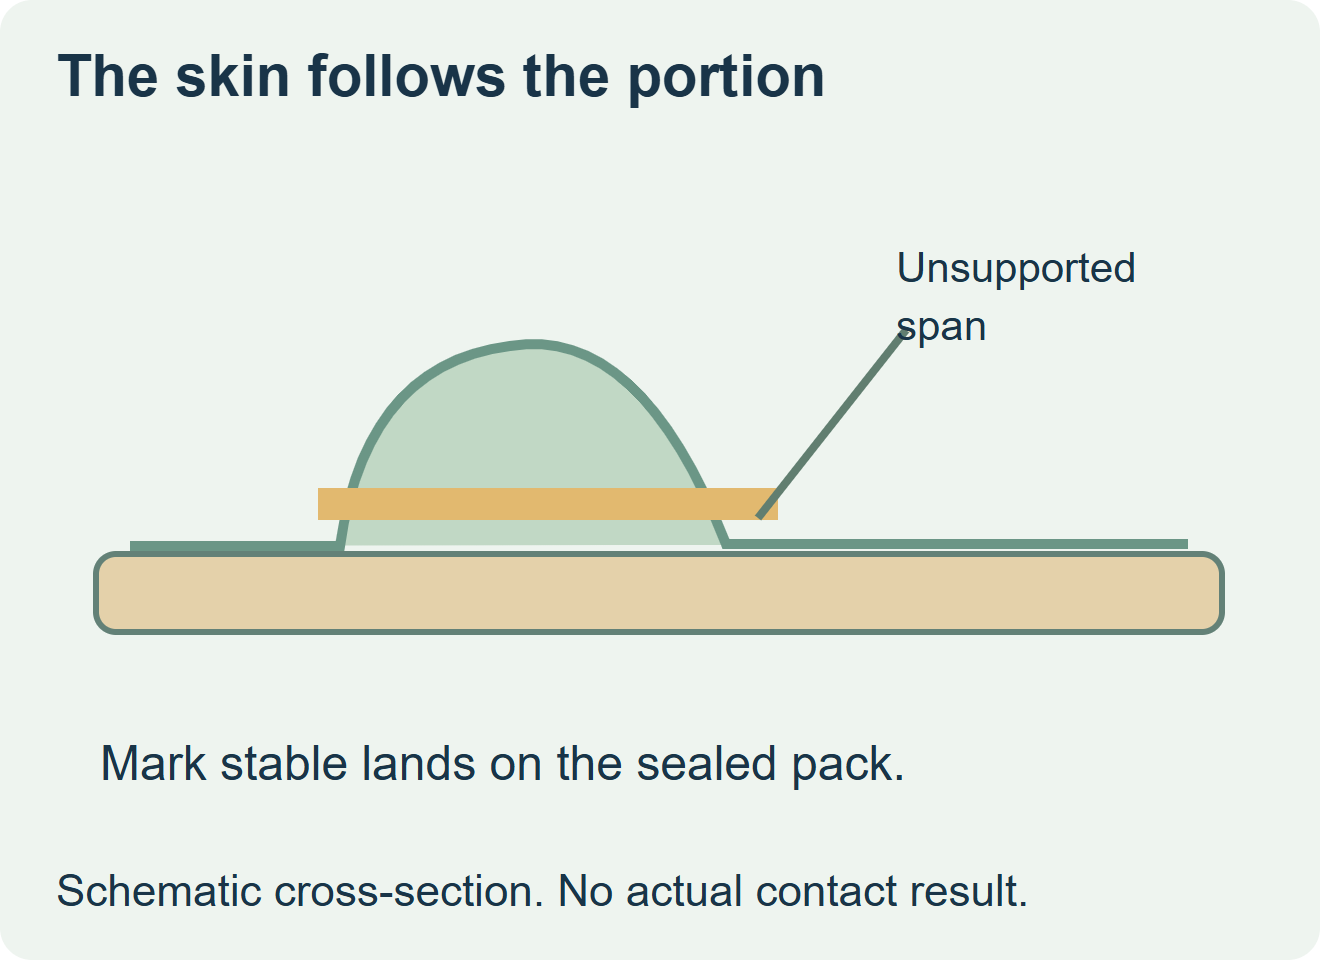 The skin follows the portion
Unsupported
span
Mark stable lands on the sealed pack.
Schematic cross-section. No actual contact result.